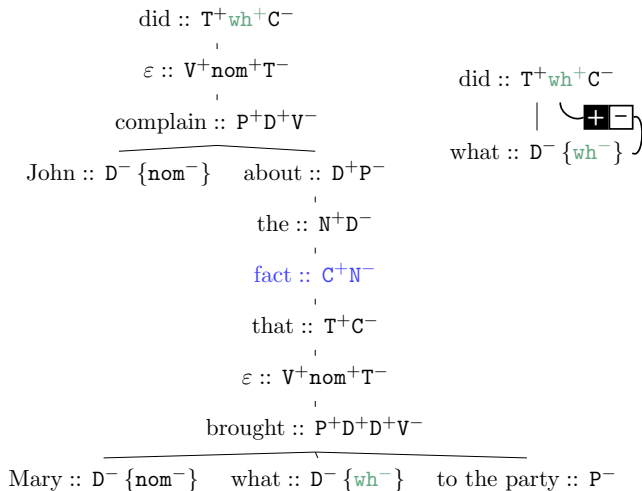 did :: T⁺wh⁺C⁻
ε :: V⁺nom⁺T⁻
did :: T⁺wh⁺C⁻
complain :: P⁺D⁺V⁻
+ −
what :: D⁻ {wh⁻}
John :: D⁻ {nom⁻} about :: D⁺P⁻
the :: N⁺D⁻
fact :: C⁺N⁻
that :: T⁺C⁻
ε :: V⁺nom⁺T⁻
brought :: P⁺D⁺D⁺V⁻
Mary :: D⁻ {nom⁻} what :: D⁻ {wh⁻} to the party :: P⁻